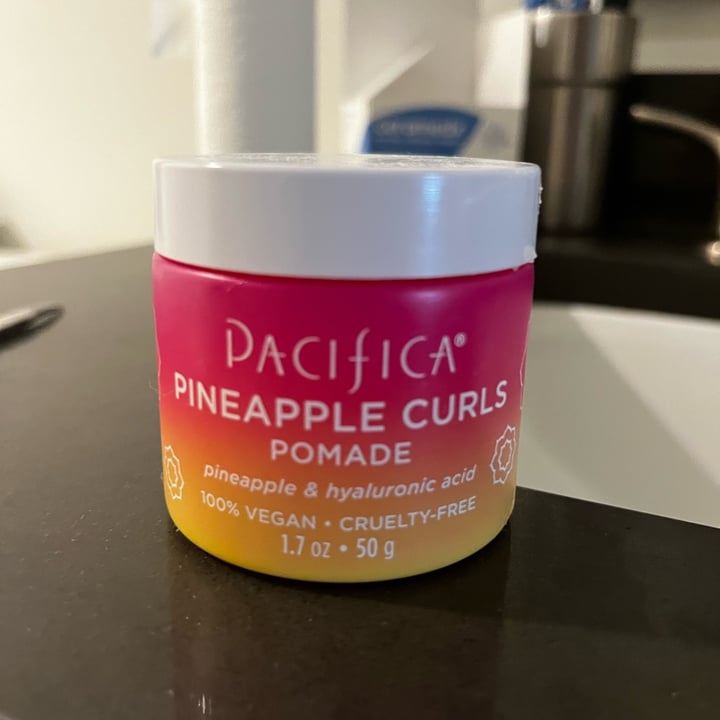 PACIFICA®
PINEAPPLE CURLS
POMADE
pineapple & hyaluronic acid
100% VEGAN • CRUELTY-FREE
1.7 oz • 50 g